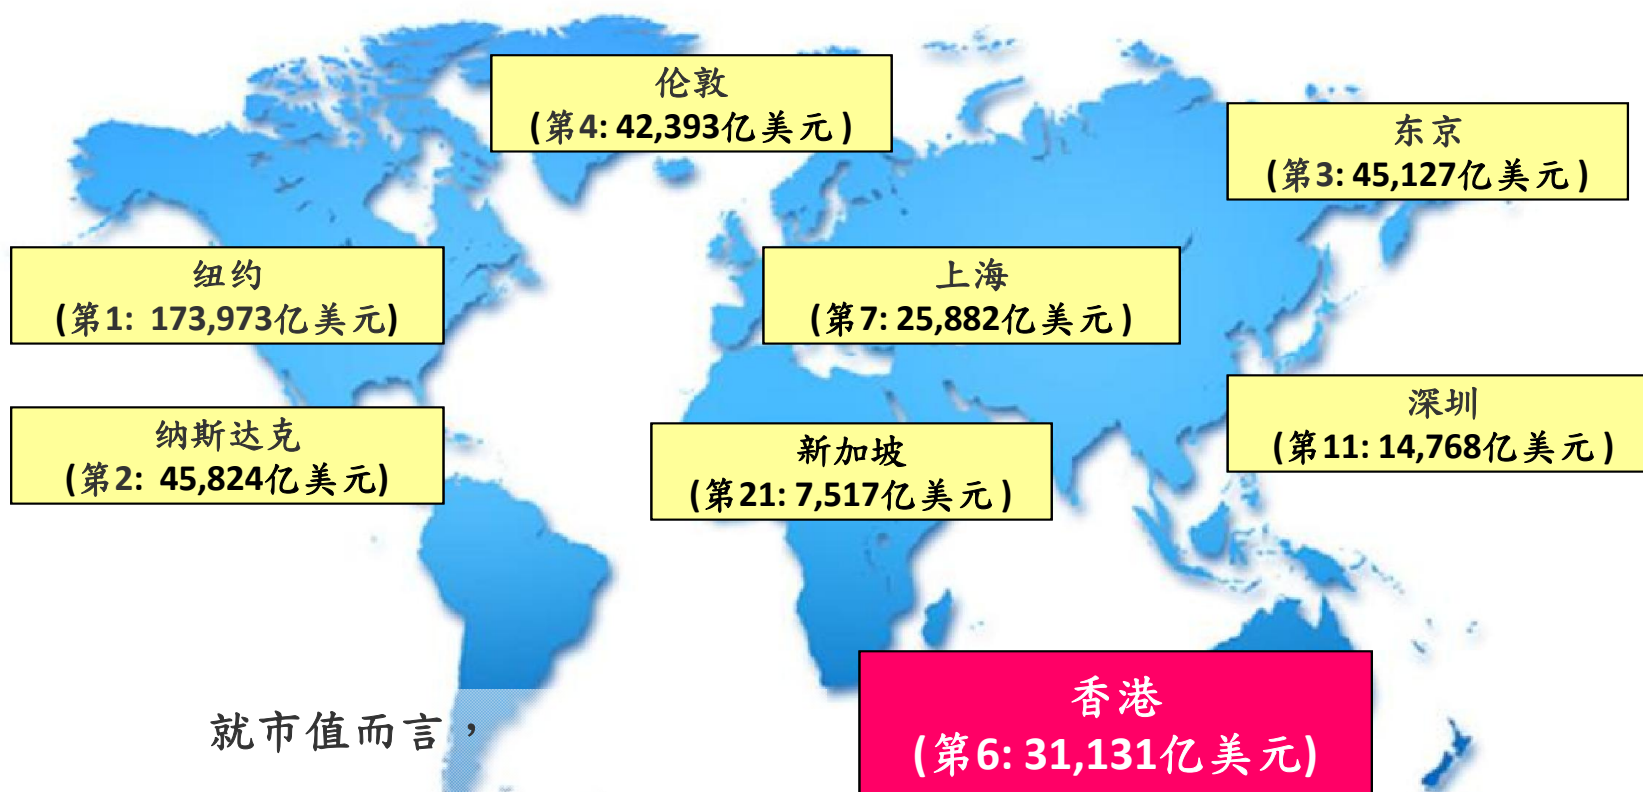 伦敦
(第4: 42,393亿美元)
东京
(第3: 45,127亿美元)
纽约
(第1: 173,973亿美元)
上海
(第7: 25,882亿美元)
纳斯达克
(第2: 45,824亿美元)
新加坡
(第21: 7,517亿美元)
深圳
(第11: 14,768亿美元)
香港
(第6: 31,131亿美元)
就市值而言，